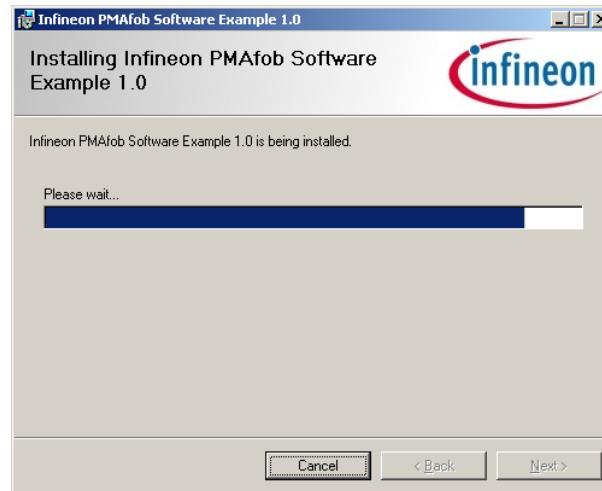 Infineon PMAfob Software Example 1.0
Installing Infineon PMAfob Software
Example 1.0
infineon
Infineon PMAfob Software Example 1.0 is being installed.
Please wait...
Cancel
< Back
Next >